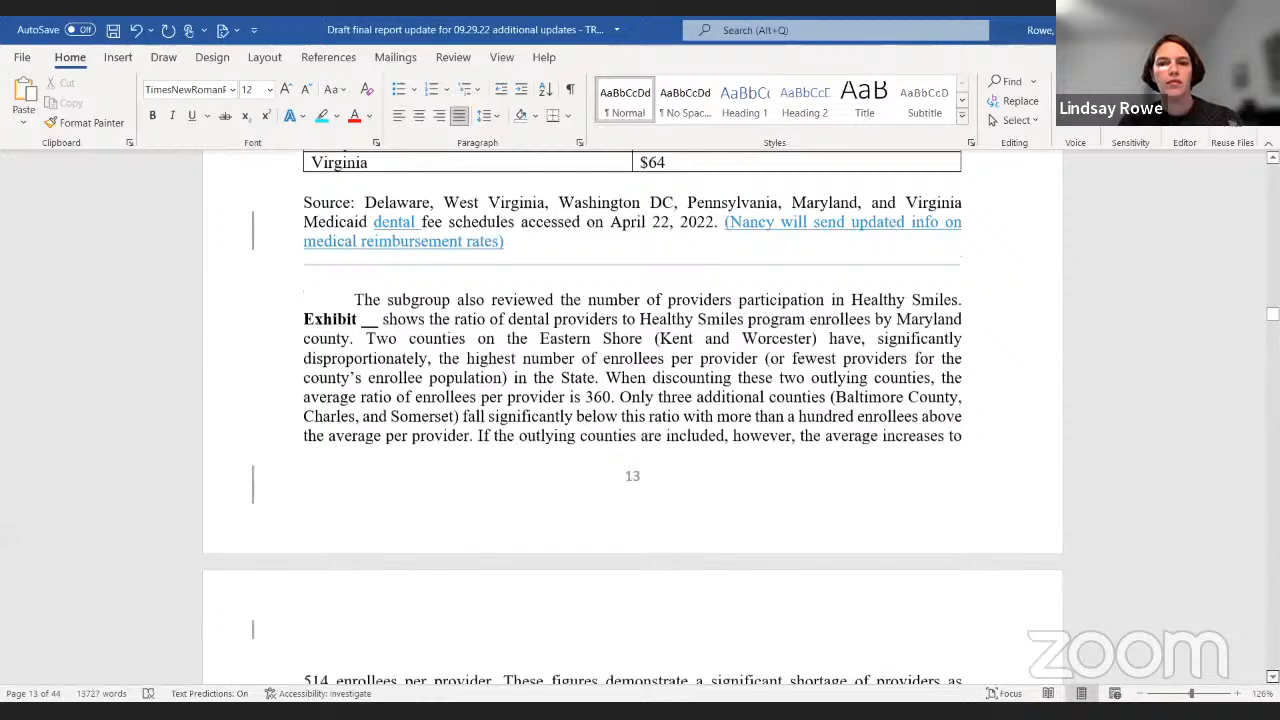 AutoSave Off Draft final report update for 09.29.22 additional updates - TR... Search (Alt+Q) Rowe,
File Home Insert Draw Design Layout References Mailings Review View Help
Paste Cut Copy Format Painter
TimesNewRomanP 12 Aa
B I U ab x₂ x² A A
AaBbCcDd AaBbCcDd AaBbC( AaBbCcE AaB AaBbCcD
¶ Normal ¶ No Spac... Heading 1 Heading 2 Title Subtitle
Find Replace Select
Lindsay Rowe
Clipboard Font Paragraph Styles Editing Voice Sensitivity Editor Reuse Files
Virginia $64
Source: Delaware, West Virginia, Washington DC, Pennsylvania, Maryland, and Virginia
Medicaid dental fee schedules accessed on April 22, 2022. (Nancy will send updated info on
medical reimbursement rates)
The subgroup also reviewed the number of providers participation in Healthy Smiles.
Exhibit __ shows the ratio of dental providers to Healthy Smiles program enrollees by Maryland
county. Two counties on the Eastern Shore (Kent and Worcester) have, significantly
disproportionately, the highest number of enrollees per provider (or fewest providers for the
county's enrollee population) in the State. When discounting these two outlying counties, the
average ratio of enrollees per provider is 360. Only three additional counties (Baltimore County,
Charles, and Somerset) fall significantly below this ratio with more than a hundred enrollees above
the average per provider. If the outlying counties are included, however, the average increases to
13
514 enrollees per provider. These figures demonstrate a significant shortage of providers as
zoom
Page 13 of 44 13727 words Text Predictions: On Accessibility: Investigate Focus 126%